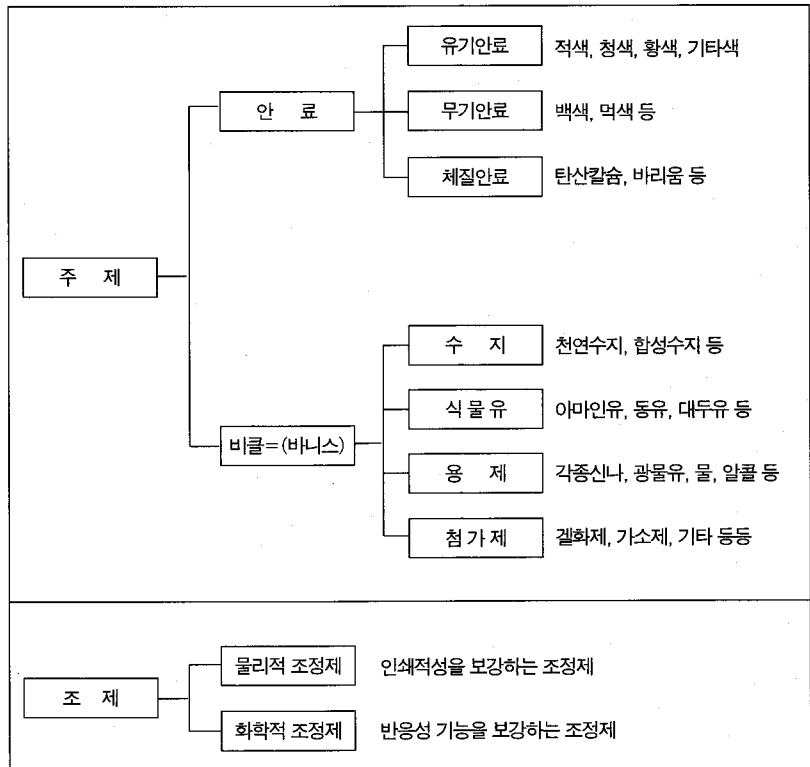 유기안료 적색, 청색, 황색, 기타색
안 료 무기안료 백색, 먹색 등
체질안료 탄산칼슘, 바리움 등
주 제
수 지 천연수지, 합성수지 등
식 물 유 아마인유, 동유, 대두유 등
비클=(바니스)
용 제 각종신나, 광물유, 물, 알콜 등
첨 가 제 겔화제, 가소제, 기타 등등
물리적 조정제 인쇄적성을 보강하는 조정제
조 제
화학적 조정제 반응성 기능을 보강하는 조정제